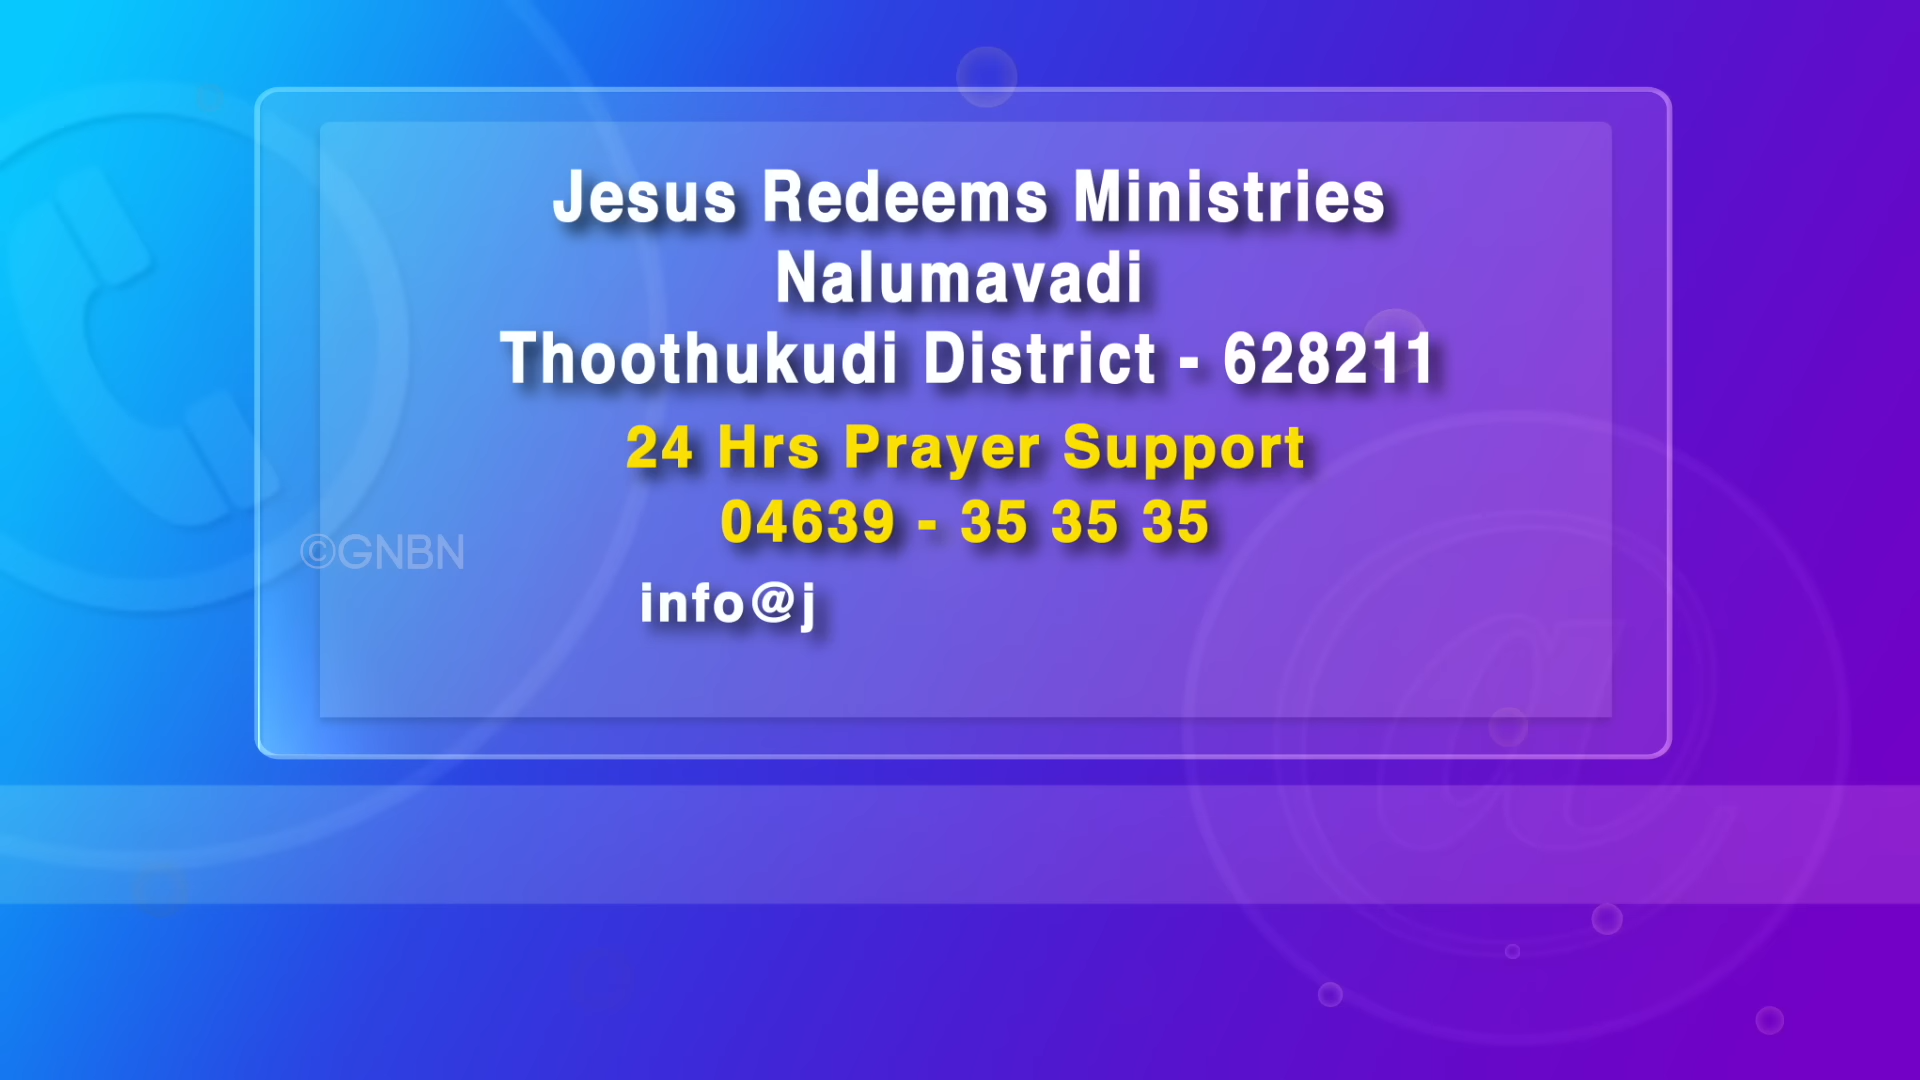 Jesus Redeems Ministries
Nalumavadi
Thoothukudi District - 628211
24 Hrs Prayer Support
04639 - 35 35 35
©GNBN
info@j